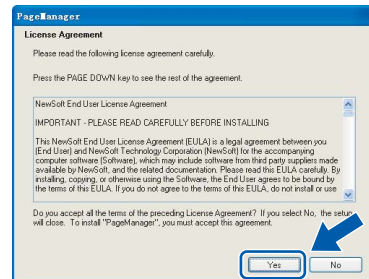 PageManager
License Agreement
Please read the following license agreement carefully.
Press the PAGE DOWN key to see the rest of the agreement.
NewSoft End User License Agreement
IMPORTANT - PLEASE READ CAREFULLY BEFORE INSTALLING
This NewSoft End User License Agreement (EULA) is a legal agreement between you
(End User) and NewSoft Technology Corporation (NewSoft) for the accompanying
computer software (Software), which may include software from third party suppliers made
available by NewSoft, and the related documentation. Please read this EULA carefully. By
installing, copying, or otherwise using the Software, the End User agrees to be bound by
the terms of this EULA. If you do not agree to the terms of this EULA, do not install or use
Do you accept all the terms of the preceding License Agreement? If you select No, the setup
will close. To install "PageManager", you must accept this agreement.
Yes
No